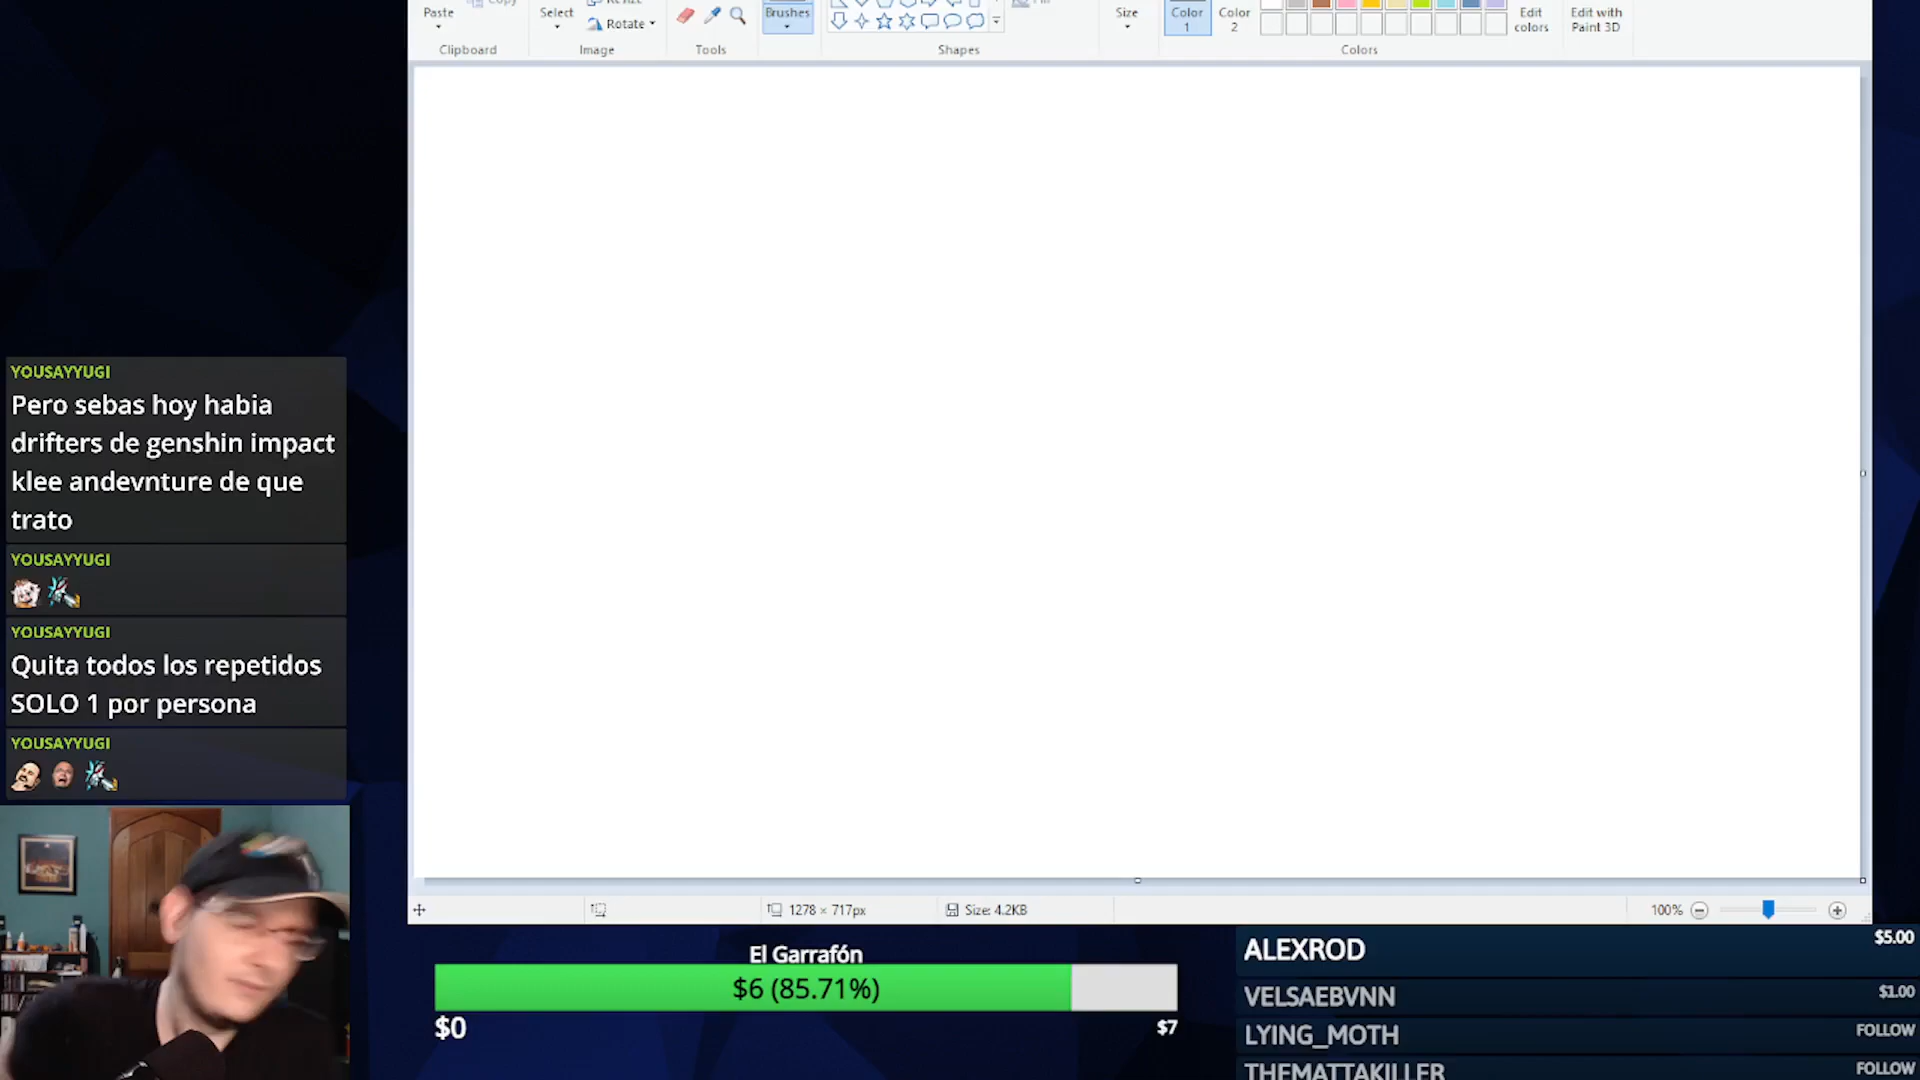 Paste
Copy
Select
Resize
Rotate
Brushes
Size
Color 1
Color 2
Edit colors
Edit with Paint 3D
Clipboard
Image
Tools
Shapes
Colors
YOUSAYYUGI
Pero sebas hoy habia
drifters de genshin impact
klee andevnture de que
trato
YOUSAYYUGI
YOUSAYYUGI
Quita todos los repetidos
SOLO 1 por persona
YOUSAYYUGI
1278 × 717px
Size: 4.2KB
100%
El Garrafón
$6 (85.71%)
$0
$7
ALEXROD $5.00
VELSAEBVNN $1.00
LYING_MOTH FOLLOW
THEMATTAKILLER FOLLOW